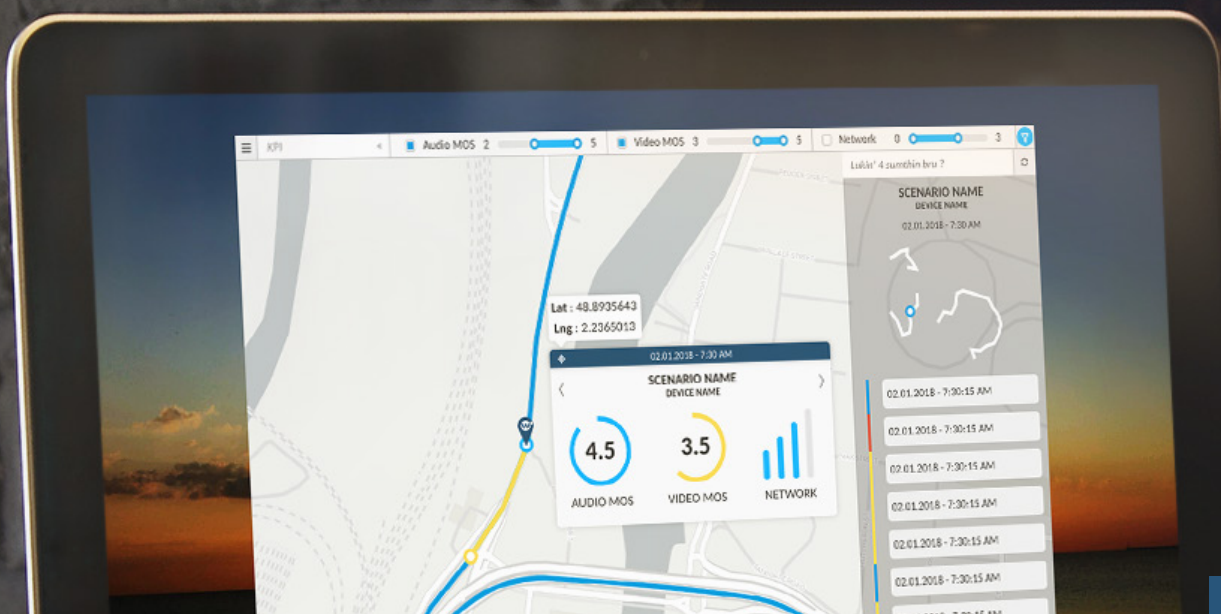 KPI
Audio MOS 2 5
Video MOS 3 5
Network 0 3
Lukin' 4 sumthin bru ?
SCENARIO NAME
DEVICE NAME
02.01.2018 - 7:30 AM
Lat : 48.8935643
Lng : 2.2365013
02.01.2018 - 7:30 AM
SCENARIO NAME
DEVICE NAME
4.5
3.5
AUDIO MOS
VIDEO MOS
NETWORK
02.01.2018 - 7:30:15 AM
02.01.2018 - 7:30:15 AM
02.01.2018 - 7:30:15 AM
02.01.2018 - 7:30:15 AM
02.01.2018 - 7:30:15 AM
02.01.2018 - 7:30:15 AM